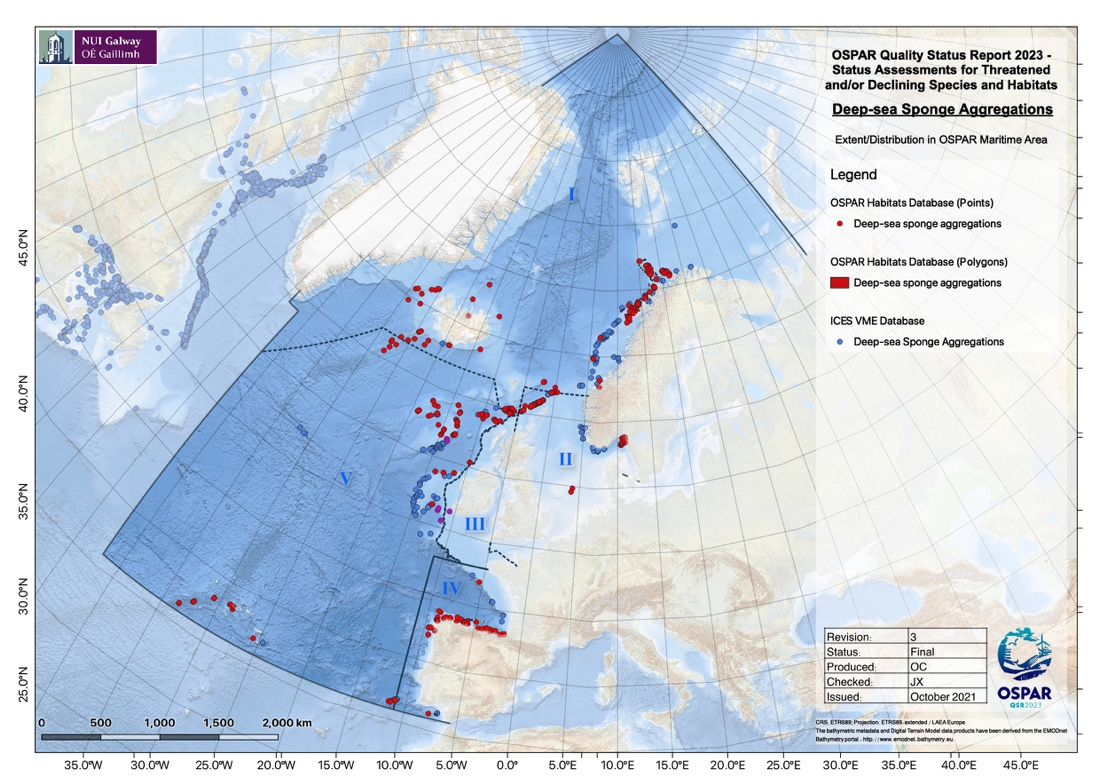 NUI Galway
OÉ Gaillimh
OSPAR Quality Status Report 2023 -
Status Assessments for Threatened
and/or Declining Species and Habitats
Deep-sea Sponge Aggregations
Extent/Distribution in OSPAR Maritime Area
Legend
OSPAR Habitats Database (Points)
Deep-sea sponge aggregations
OSPAR Habitats Database (Polygons)
Deep-sea sponge aggregations
ICES VME Database
Deep-sea Sponge Aggregations
I
II
V
III
IV
45.0°N
40.0°N
35.0°N
30.0°N
25.0°N
Revision: 3
Status: Final
Produced: OC
Checked: JX
Issued: October 2021
OSPAR
QSR2023
CRS: ETRS89; Projection: ETRS89-extended / LAEA Europe
The bathymetric metadata and Digital Terrain Model data products have been derived from the EMODnet
Bathymetry portal - http://www.emodnet-bathymetry.eu.
0 500 1,000 1,500 2,000 km
35.0°W 30.0°W 25.0°W 20.0°W 15.0°W 10.0°W 5.0°W 0.0° 5.0°E 10.0°E 15.0°E 20.0°E 25.0°E 30.0°E 35.0°E 40.0°E 45.0°E